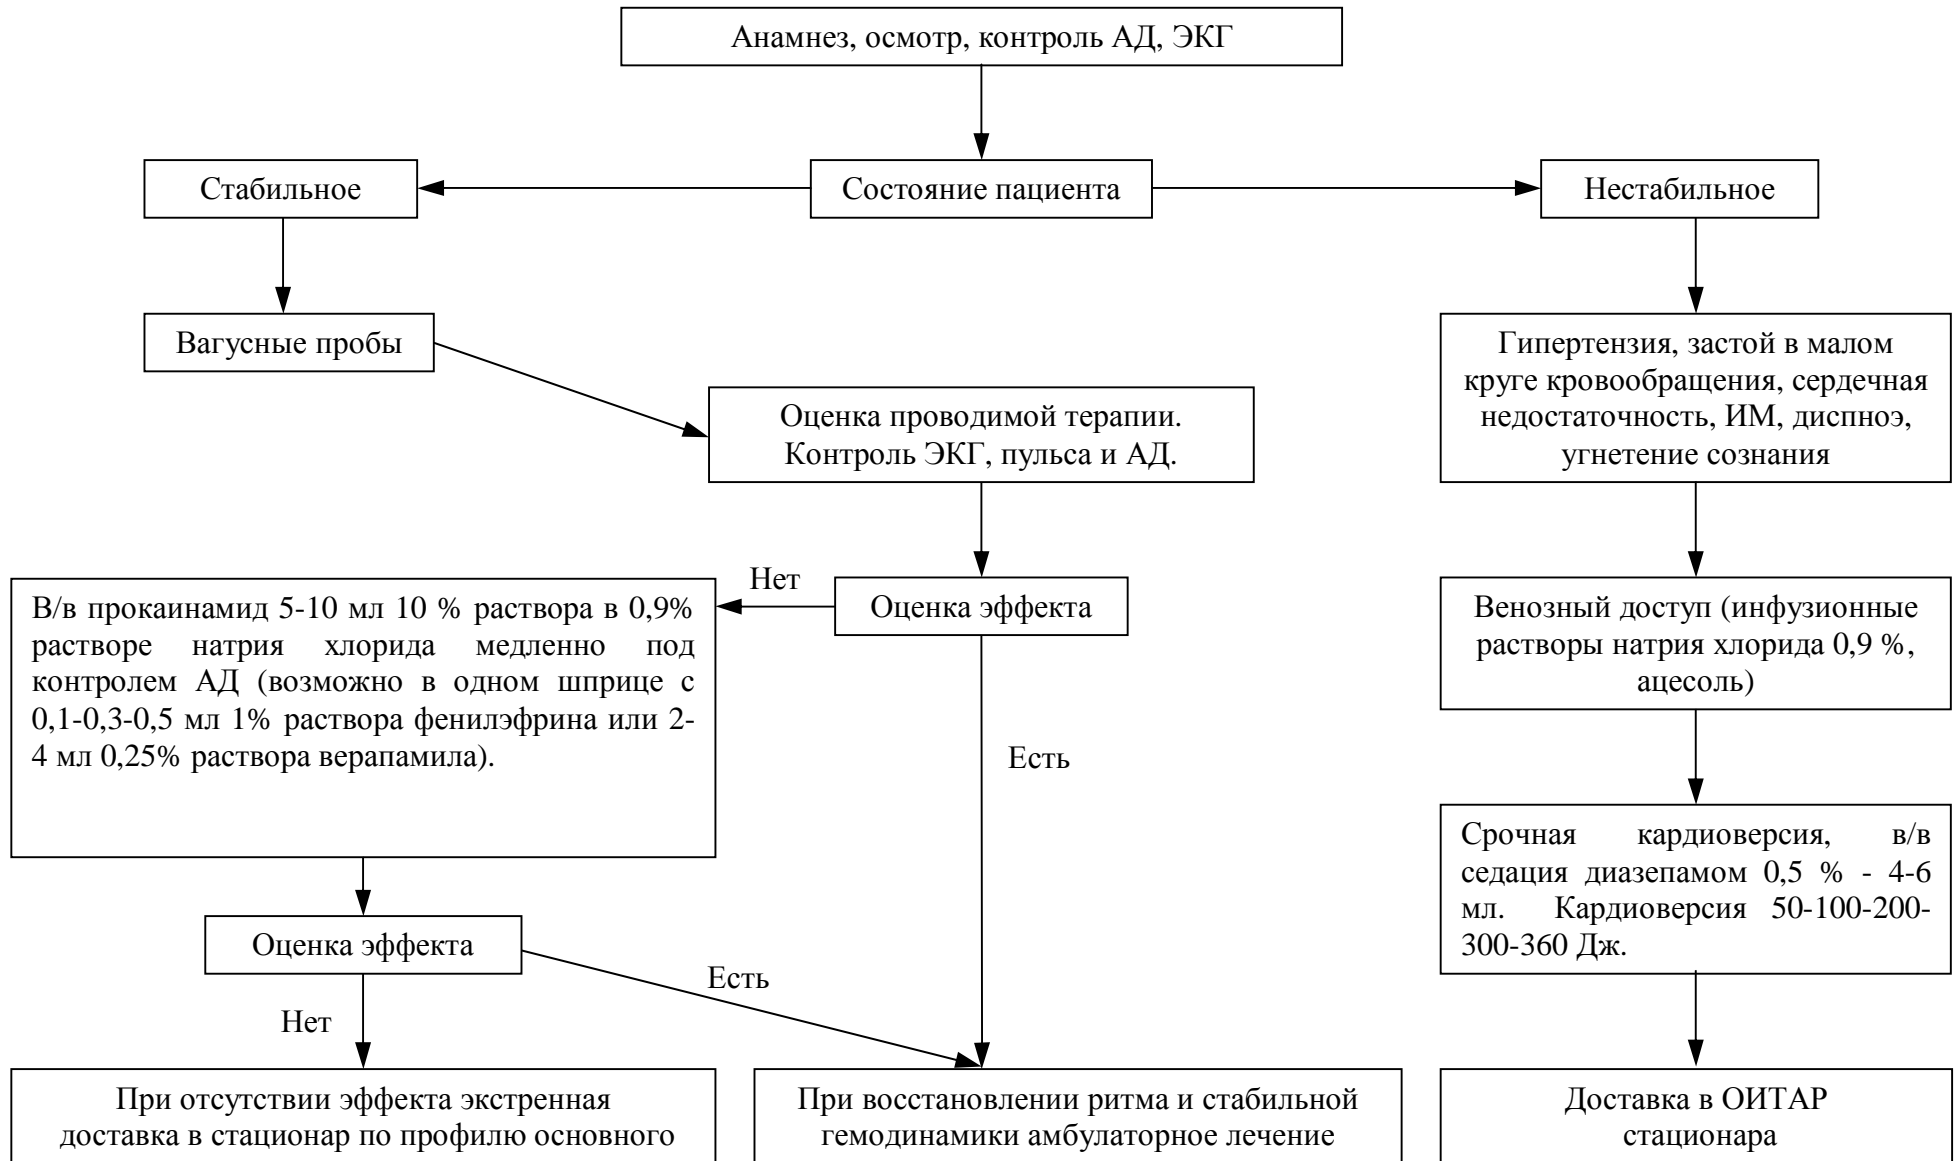 Анамнез, осмотр, контроль АД, ЭКГ
Стабильное
Состояние пациента
Нестабильное
Вагусные пробы
Гипертензия, застой в малом
круге кровообращения, сердечная
недостаточность, ИМ, диспноэ,
угнетение сознания
Оценка проводимой терапии.
Контроль ЭКГ, пульса и АД.
Нет
Оценка эффекта
В/в прокаинамид 5-10 мл 10 % раствора в 0,9%
растворе натрия хлорида медленно под
контролем АД (возможно в одном шприце с
0,1-0,3-0,5 мл 1% раствора фенилэфрина или 2-
4 мл 0,25% раствора верапамила).
Венозный доступ (инфузионные
растворы натрия хлорида 0,9 %,
ацесоль)
Есть
Срочная кардиоверсия, в/в
седация диазепамом 0,5 % - 4-6
мл. Кардиоверсия 50-100-200-
300-360 Дж.
Оценка эффекта
Есть
Нет
При отсутствии эффекта экстренная
доставка в стационар по профилю основного
При восстановлении ритма и стабильной
гемодинамики амбулаторное лечение
Доставка в ОИТАР
стационара